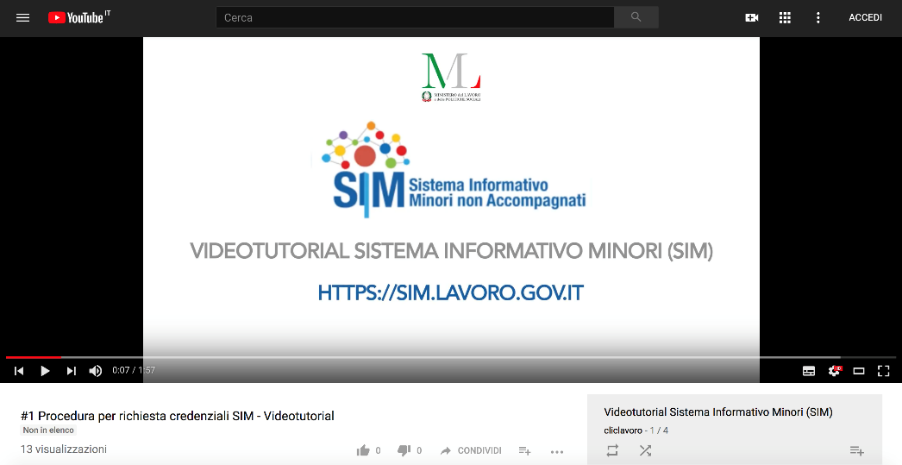 YouTube IT
Cerca
ACCEDI
ML
MINISTERO del LAVORO
e delle POLITICHE SOCIALI
SIM Sistema Informativo
Minori non Accompagnati
VIDEOTUTORIAL SISTEMA INFORMATIVO MINORI (SIM)
HTTPS://SIM.LAVORO.GOV.IT
0:07 / 1:57
#1 Procedura per richiesta credenziali SIM - Videotutorial
Non in elenco
13 visualizzazioni
0
0
CONDIVIDI
Videotutorial Sistema Informativo Minori (SIM)
cliclavoro - 1 / 4